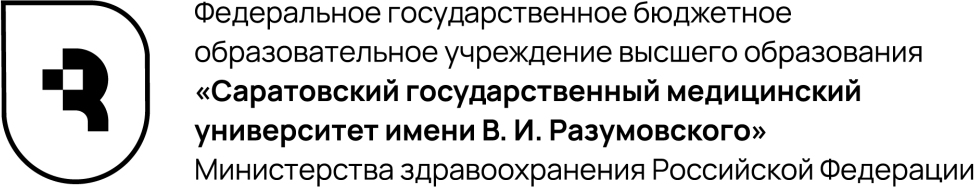 Федеральное государственное бюджетное
образовательное учреждение высшего образования
«Саратовский государственный медицинский
университет имени В. И. Разумовского»
Министерства здравоохранения Российской Федерации